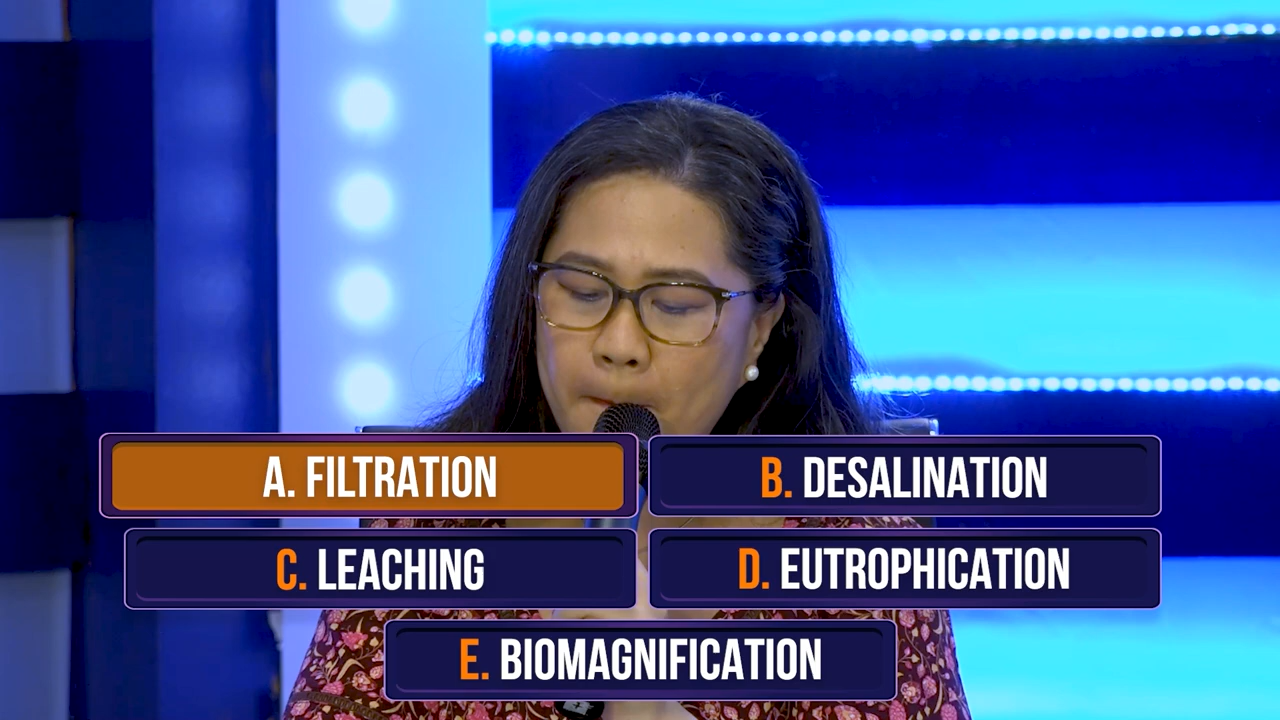 A. FILTRATION
B. DESALINATION
C. LEACHING
D. EUTROPHICATION
E. BIOMAGNIFICATION